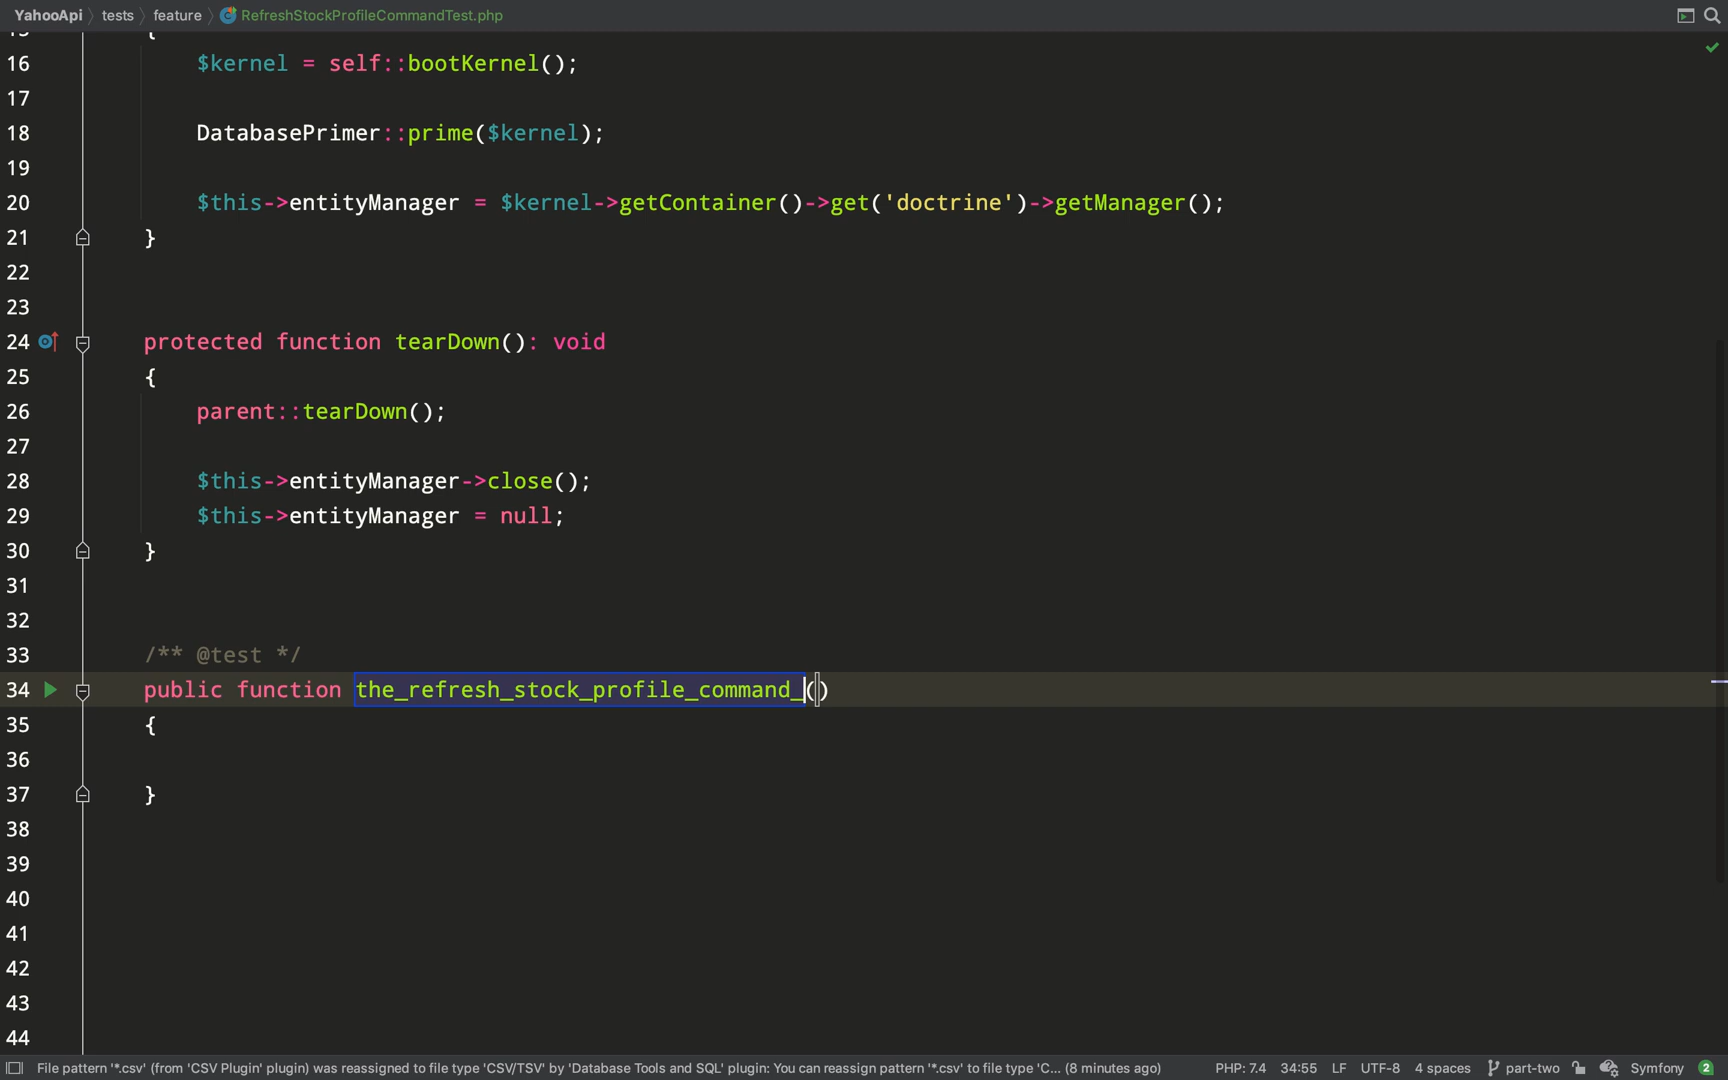 YahooApi tests feature RefreshStockProfileCommandTest.php
15 {
16 $kernel = self::bootKernel();
17
18 DatabasePrimer::prime($kernel);
19
20 $this->entityManager = $kernel->getContainer()->get('doctrine')->getManager();
21 }
22
23
24 protected function tearDown(): void
25 {
26 parent::tearDown();
27
28 $this->entityManager->close();
29 $this->entityManager = null;
30 }
31
32
33 /** @test */
34 public function the_refresh_stock_profile_command_()
35 {
36
37 }
38
39
40
41
42
43
44
File pattern '*.csv' (from 'CSV Plugin' plugin) was reassigned to file type 'CSV/TSV' by 'Database Tools and SQL' plugin: You can reassign pattern '*.csv' to file type 'C... (8 minutes ago) PHP: 7.4 34:55 LF UTF-8 4 spaces part-two Symfony 2